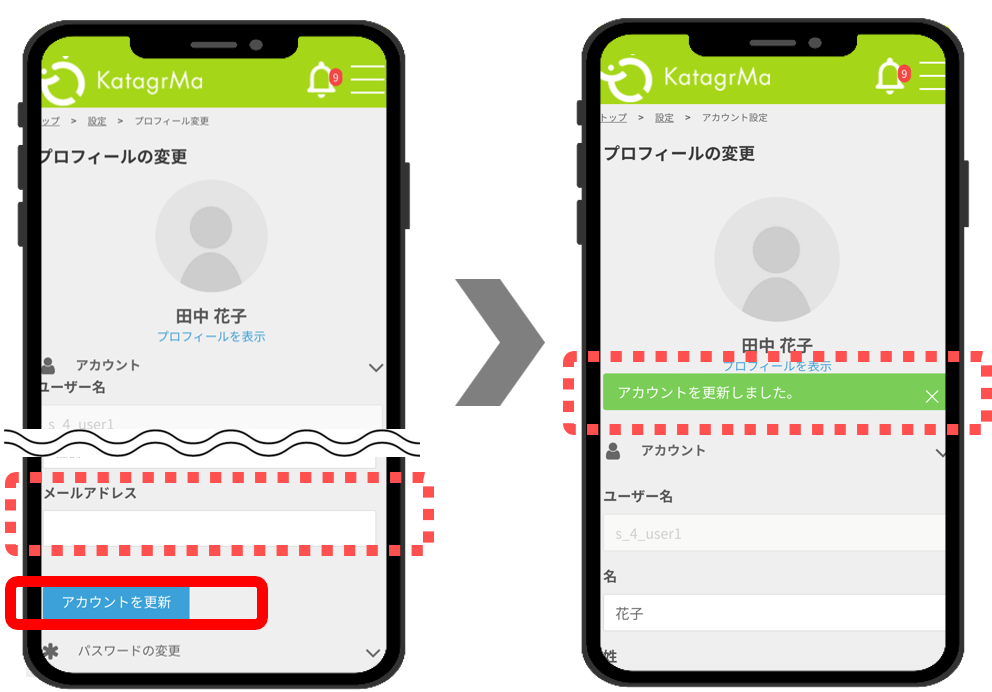 KatagrMa
9
ップ > 設定 > プロフィール変更
プロフィールの変更
田中 花子
プロフィールを表示
アカウント
ユーザー名
s_4_user1
メールアドレス
アカウントを更新
パスワードの変更
KatagrMa
9
トップ > 設定 > アカウント設定
プロフィールの変更
田中 花子
プロフィールを表示
アカウントを更新しました。
アカウント
ユーザー名
s_4_user1
名
花子
姓